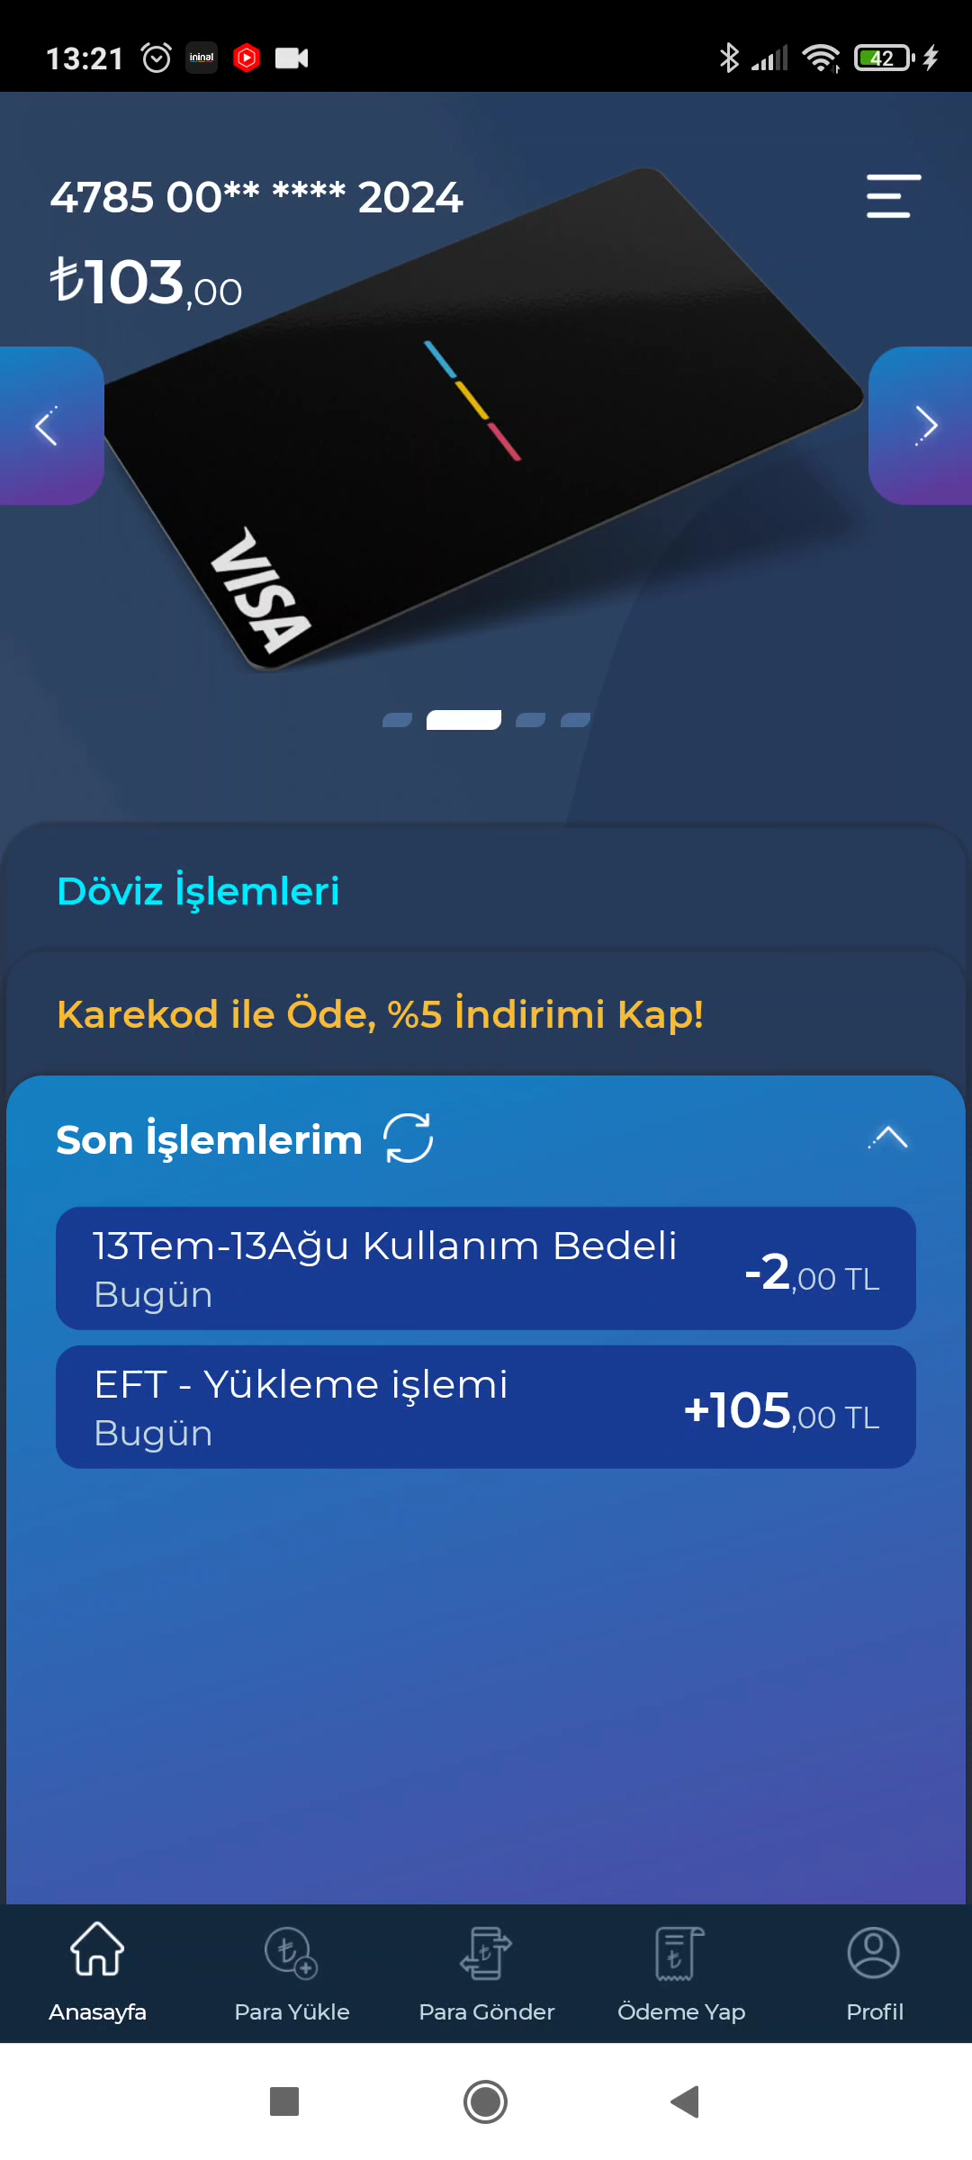 13:21
ininal
42
4785 00** **** 2024
₺103,00
VISA
Döviz İşlemleri
Karekod ile Öde, %5 İndirimi Kap!
Son İşlemlerim
13Tem-13Ağu Kullanım Bedeli
-2,00 TL
Bugün
EFT - Yükleme işlemi
+105,00 TL
Bugün
Anasayfa
Para Yükle
Para Gönder
Ödeme Yap
Profil